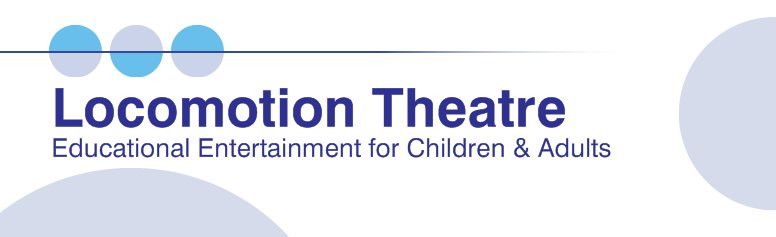 Locomotion Theatre
Educational Entertainment for Children & Adults